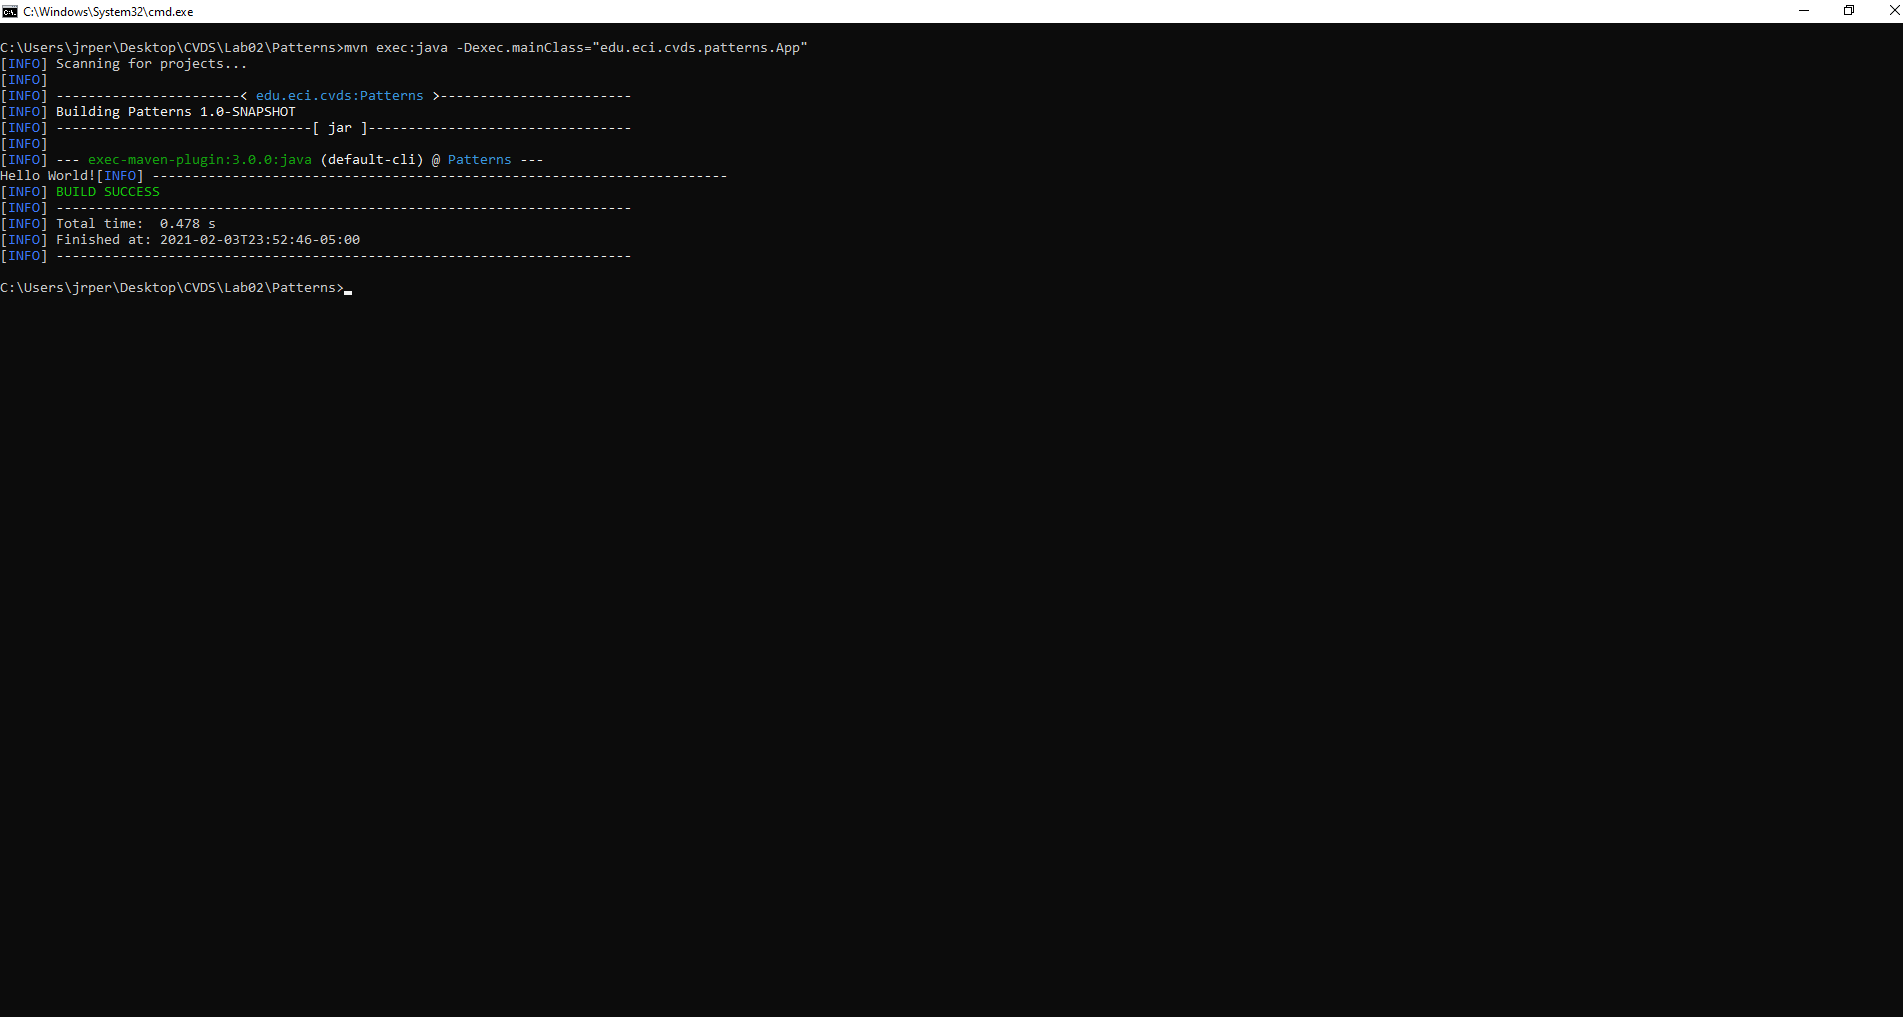 C:\Windows\System32\cmd.exe
C:\Users\jrper\Desktop\CVDS\Lab02\Patterns>mvn exec:java -Dexec.mainClass="edu.eci.cvds.patterns.App"
[INFO] Scanning for projects...
[INFO]
[INFO] -----------------------< edu.eci.cvds:Patterns >------------------------
[INFO] Building Patterns 1.0-SNAPSHOT
[INFO] --------------------------------[ jar ]---------------------------------
[INFO]
[INFO] --- exec-maven-plugin:3.0.0:java (default-cli) @ Patterns ---
Hello World![INFO] ------------------------------------------------------------------------
[INFO] BUILD SUCCESS
[INFO] ------------------------------------------------------------------------
[INFO] Total time:  0.478 s
[INFO] Finished at: 2021-02-03T23:52:46-05:00
[INFO] ------------------------------------------------------------------------
C:\Users\jrper\Desktop\CVDS\Lab02\Patterns>